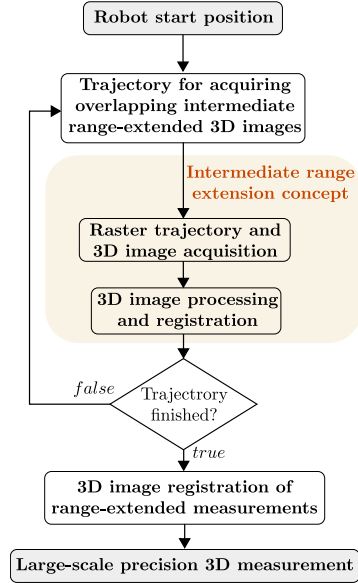 Robot start position
Trajectory for acquiring
overlapping intermediate
range-extended 3D images
Intermediate range
extension concept
Raster trajectory and
3D image acquisition
3D image processing
and registration
false
Trajectrory
finished?
true
3D image registration of
range-extended measurements
Large-scale precision 3D measurement